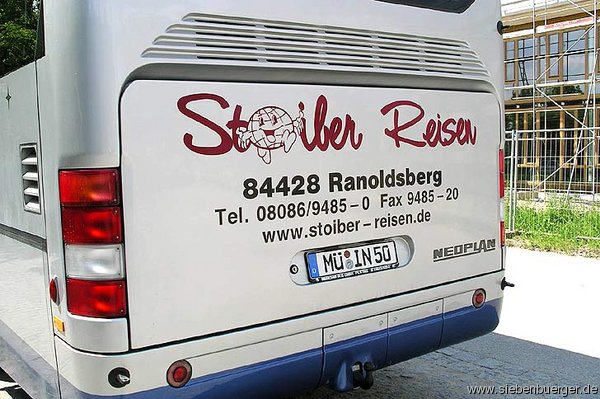 Stoiber Reisen
84428 Ranoldsberg
Tel. 08086/9485-0 Fax 9485-20
www.stoiber-reisen.de
NEOPLAN
MÜ IN 50
www.siebenbuerger.de